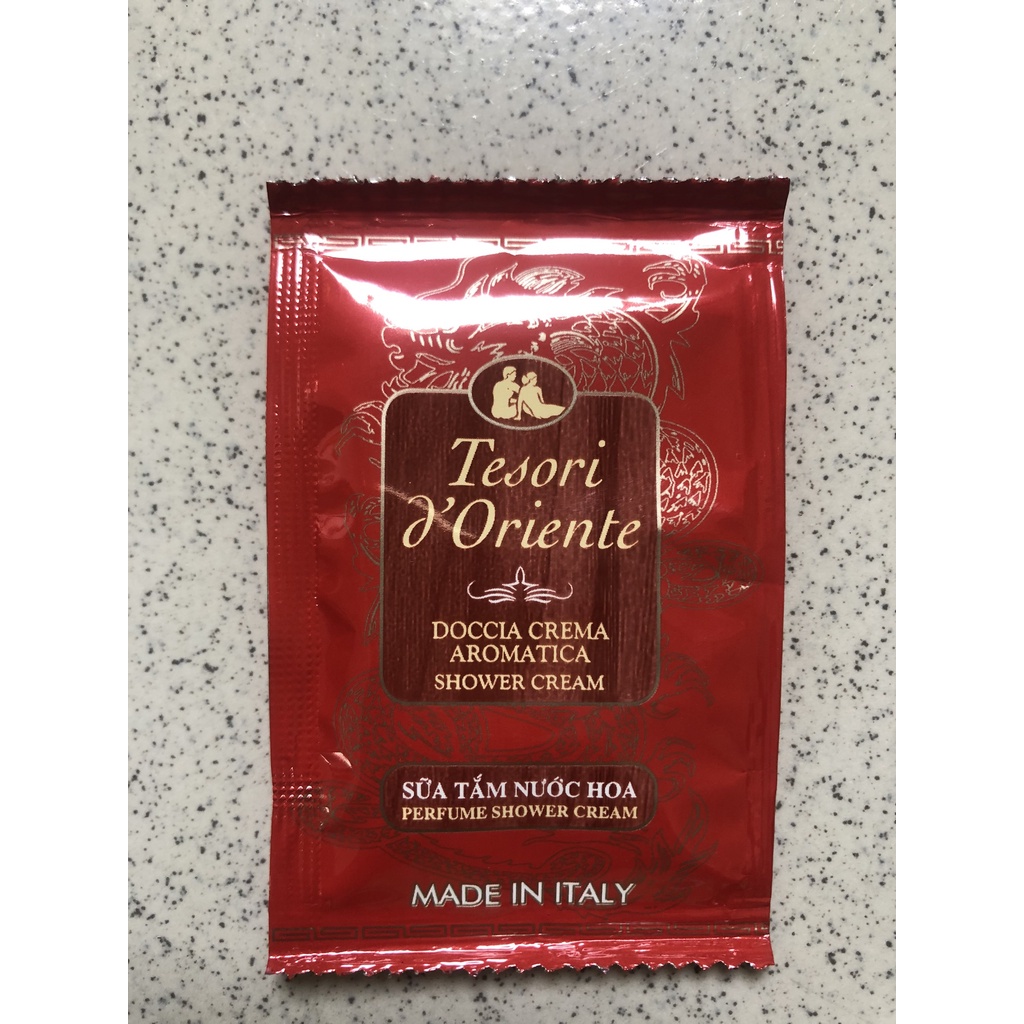 Tesori
d'Oriente
DOCCIA CREMA
AROMATICA
SHOWER CREAM
SỮA TẮM NƯỚC HOA
PERFUME SHOWER CREAM
MADE IN ITALY